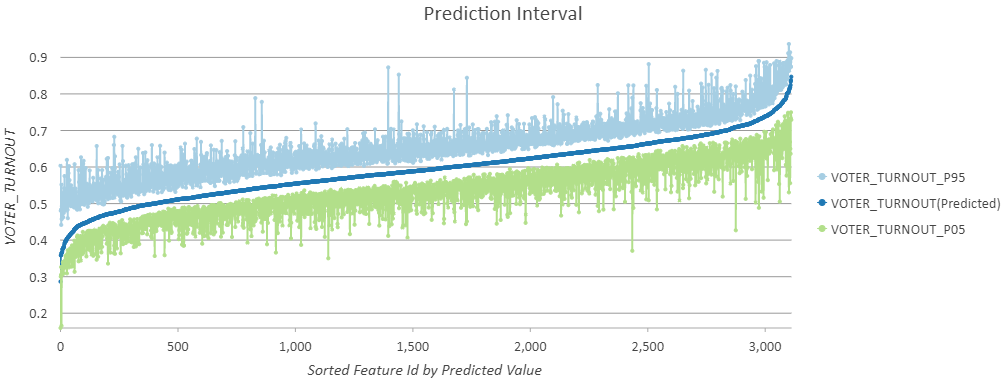 Prediction Interval
0.9
0.8
0.7
0.6
0.5
0.4
0.3
0.2
VOTER_TURNOUT
0
500
1,000
1,500
2,000
2,500
3,000
Sorted Feature Id by Predicted Value
VOTER_TURNOUT_P95
VOTER_TURNOUT(Predicted)
VOTER_TURNOUT_P05